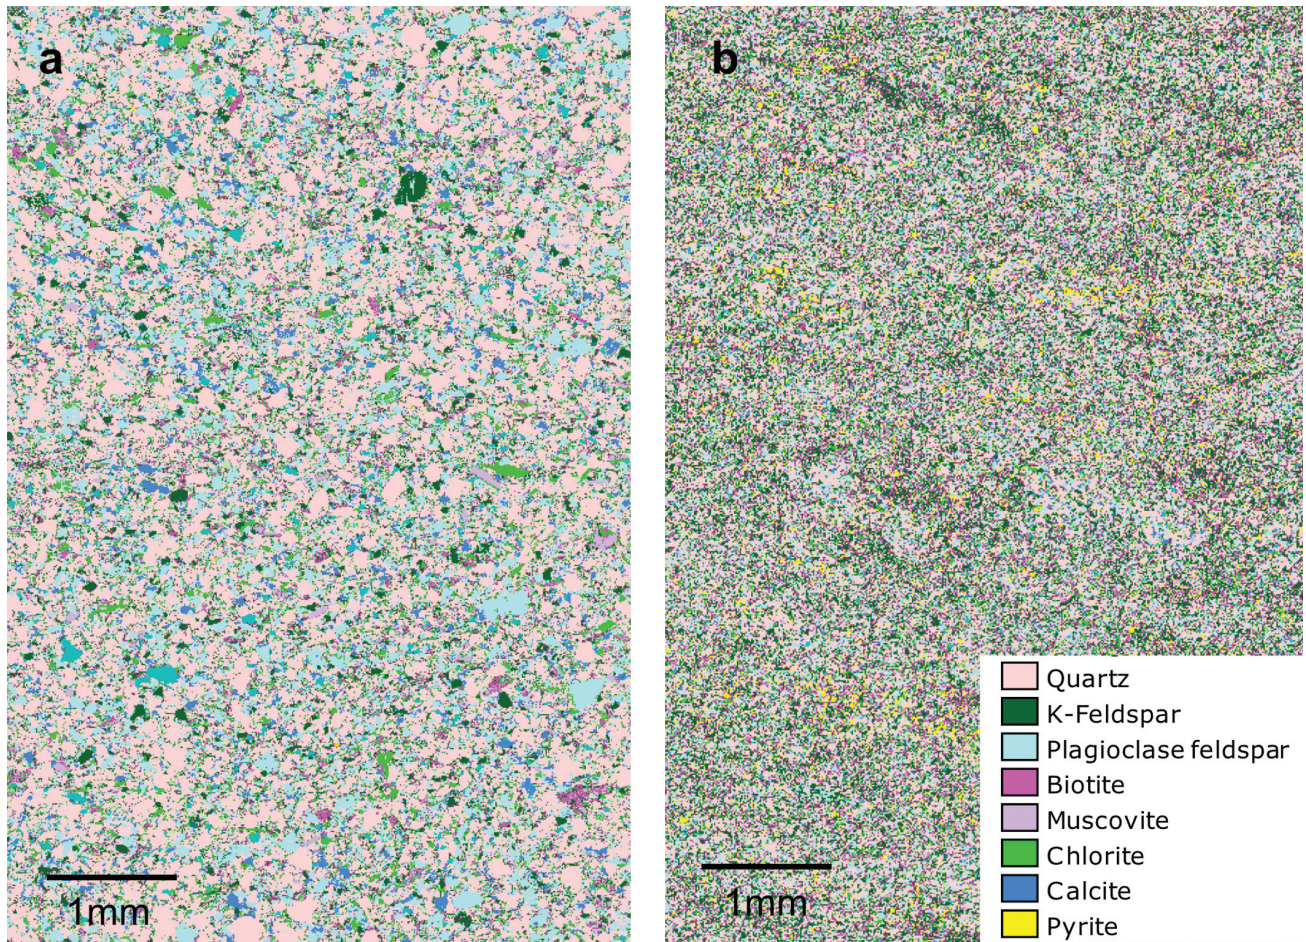 a
b
1mm
1mm
Quartz
K-Feldspar
Plagioclase feldspar
Biotite
Muscovite
Chlorite
Calcite
Pyrite